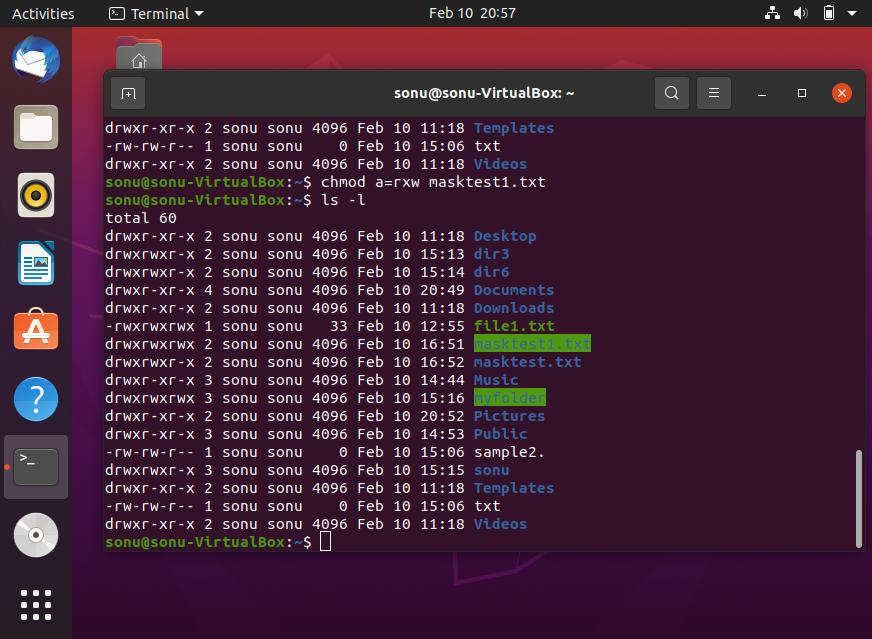 Activities Terminal Feb 10 20:57
sonu@sonu-VirtualBox: ~
drwxr-xr-x 2 sonu sonu 4096 Feb 10 11:18 Templates
-rw-rw-r-- 1 sonu sonu    0 Feb 10 15:06 txt
drwxr-xr-x 2 sonu sonu 4096 Feb 10 11:18 Videos
sonu@sonu-VirtualBox:~$ chmod a=rxw masktest1.txt
sonu@sonu-VirtualBox:~$ ls -l
total 60
drwxr-xr-x 2 sonu sonu 4096 Feb 10 11:18 Desktop
drwxrwxr-x 2 sonu sonu 4096 Feb 10 15:13 dir3
drwxrwxr-x 2 sonu sonu 4096 Feb 10 15:14 dir6
drwxr-xr-x 4 sonu sonu 4096 Feb 10 20:49 Documents
drwxr-xr-x 2 sonu sonu 4096 Feb 10 11:18 Downloads
-rwxrwxrwx 1 sonu sonu   33 Feb 10 12:55 file1.txt
drwxrwxrwx 2 sonu sonu 4096 Feb 10 16:51 masktest1.txt
drwxrwxr-x 2 sonu sonu 4096 Feb 10 16:52 masktest.txt
drwxr-xr-x 3 sonu sonu 4096 Feb 10 14:44 Music
drwxrwxrwx 3 sonu sonu 4096 Feb 10 15:16 myfolder
drwxr-xr-x 2 sonu sonu 4096 Feb 10 20:52 Pictures
drwxr-xr-x 3 sonu sonu 4096 Feb 10 14:53 Public
-rw-rw-r-- 1 sonu sonu    0 Feb 10 15:06 sample2.
drwxrwxr-x 3 sonu sonu 4096 Feb 10 15:15 sonu
drwxr-xr-x 2 sonu sonu 4096 Feb 10 11:18 Templates
-rw-rw-r-- 1 sonu sonu    0 Feb 10 15:06 txt
drwxr-xr-x 2 sonu sonu 4096 Feb 10 11:18 Videos
sonu@sonu-VirtualBox:~$